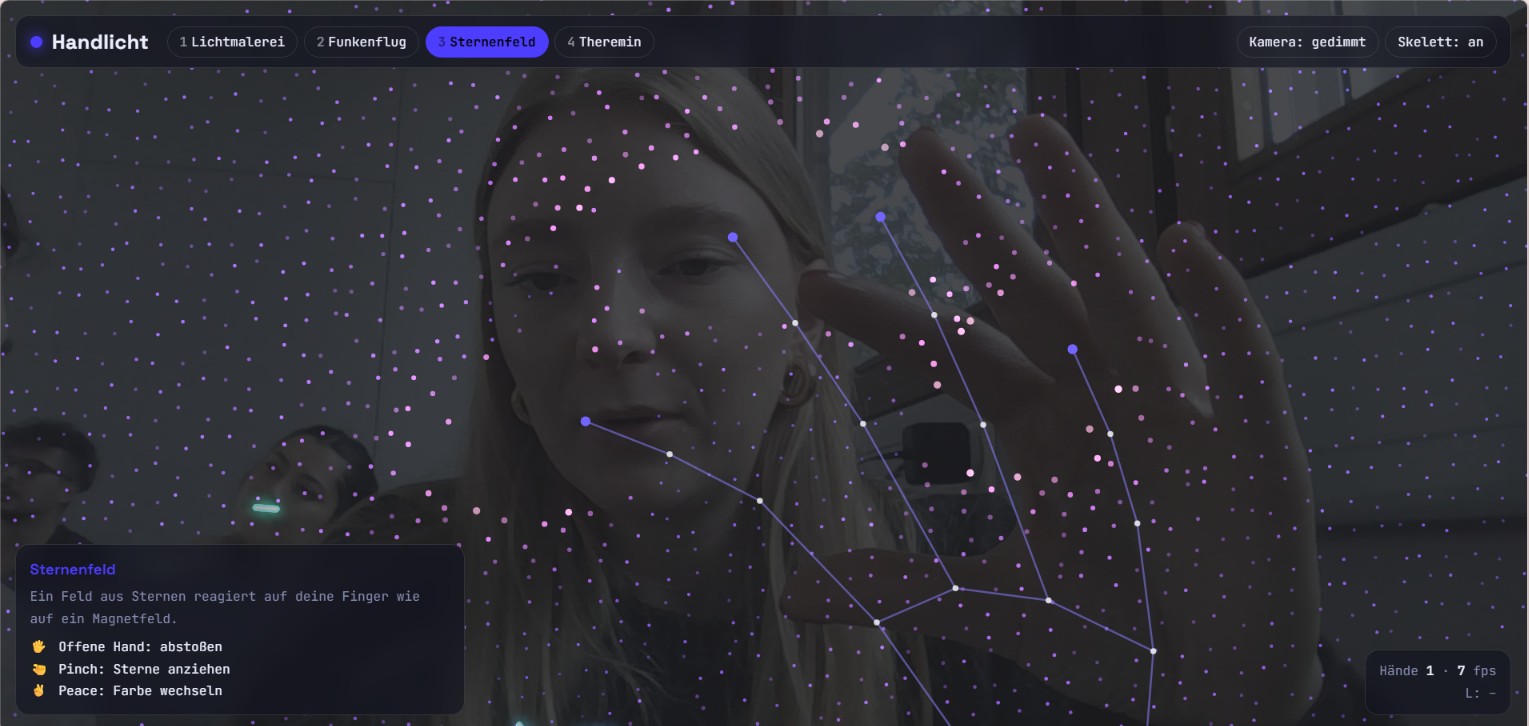 Handlicht
1 Lichtmalerei
2 Funkenflug
3 Sternenfeld
4 Theremin
Kamera: gedimmt
Skelett: an
Sternenfeld
Ein Feld aus Sternen reagiert auf deine Finger wie
auf ein Magnetfeld.
🖐 Offene Hand: abstoßen
🤏 Pinch: Sterne anziehen
✌ Peace: Farbe wechseln
Hände 1 · 7 fps
L: –